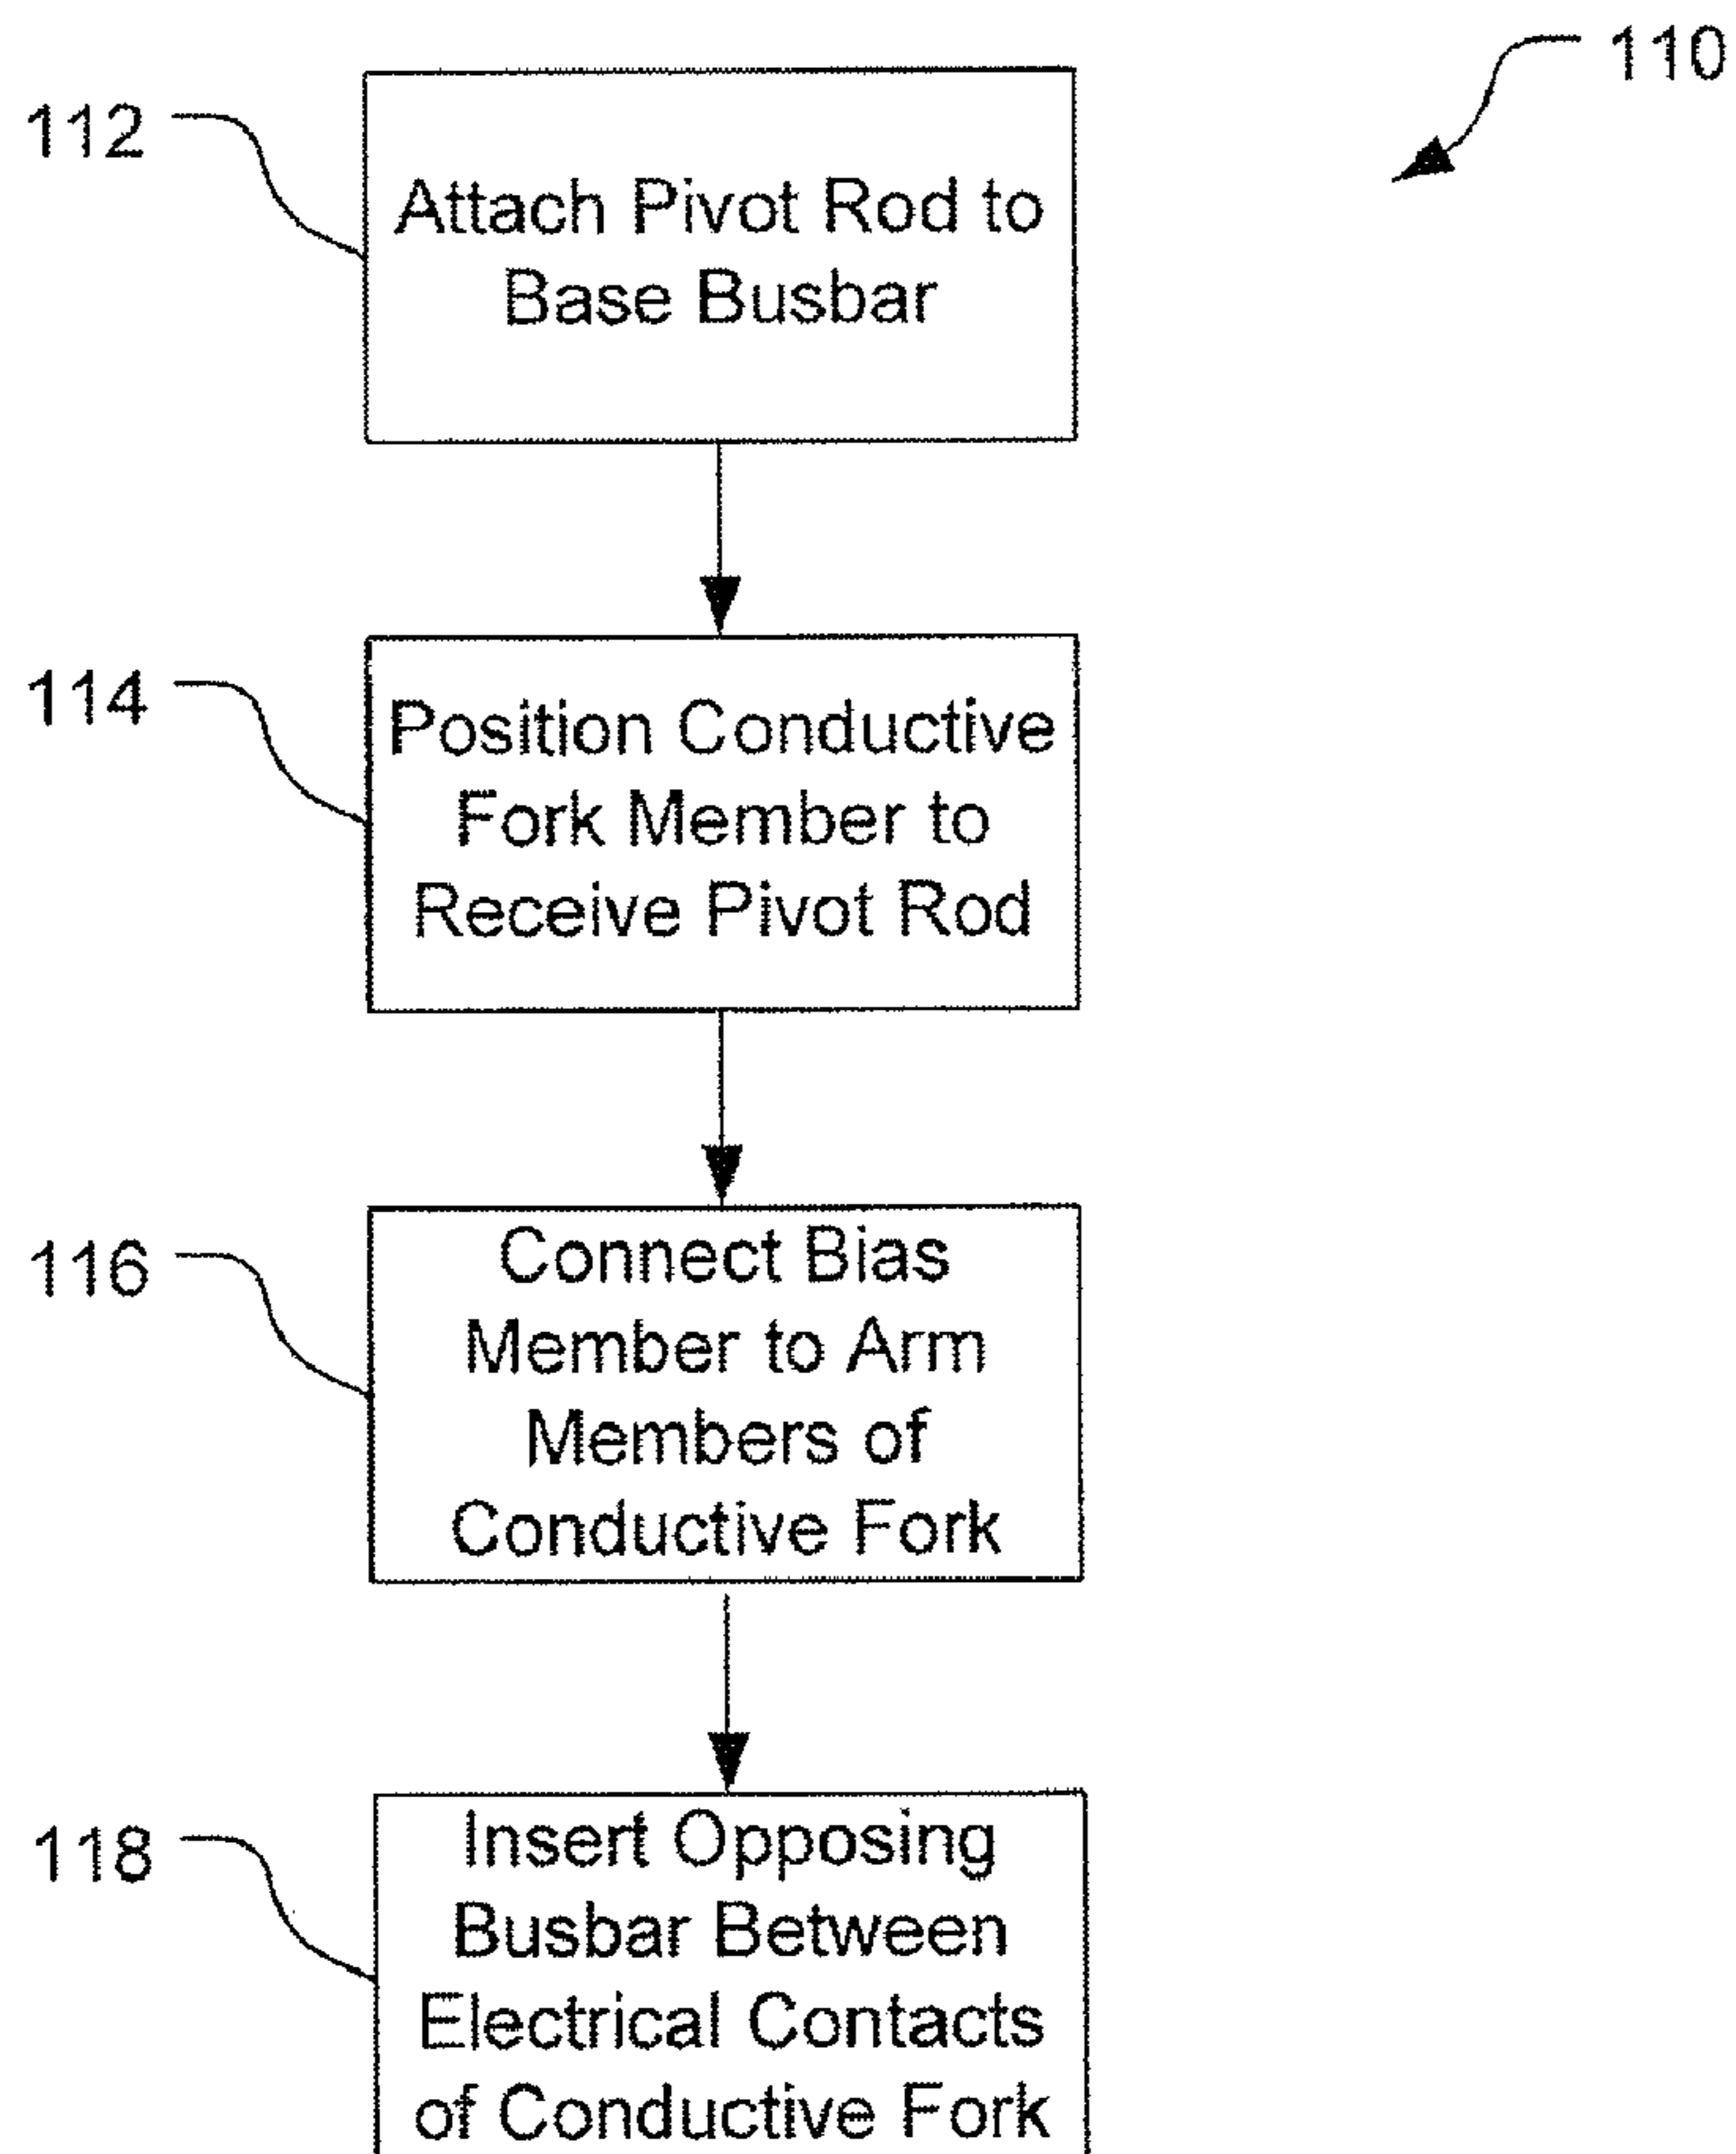 110
112
Attach Pivot Rod to
Base Busbar
114
Position Conductive
Fork Member to
Receive Pivot Rod
116
Connect Bias
Member to Arm
Members of
Conductive Fork
118
Insert Opposing
Busbar Between
Electrical Contacts
of Conductive Fork